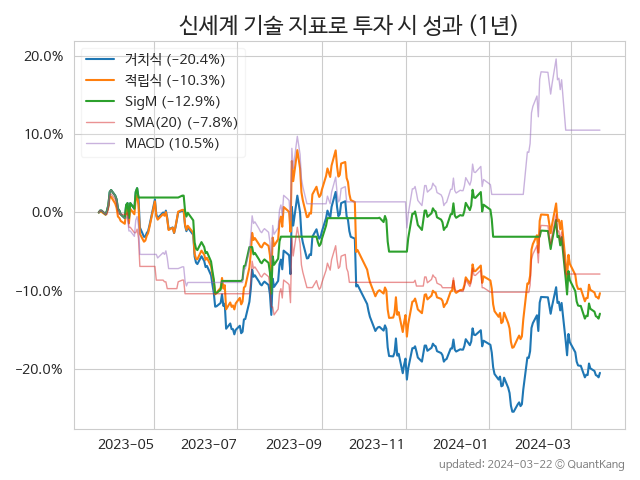 신세계 기술 지표로 투자 시 성과 (1년)
거치식 (−20.4%)
적립식 (−10.3%)
SigM (−12.9%)
SMA(20) (−7.8%)
MACD (10.5%)
20.0%
10.0%
0.0%
−10.0%
−20.0%
2023−05
2023−07
2023−09
2023−11
2024−01
2024−03
updated: 2024−03−22 © QuantKang